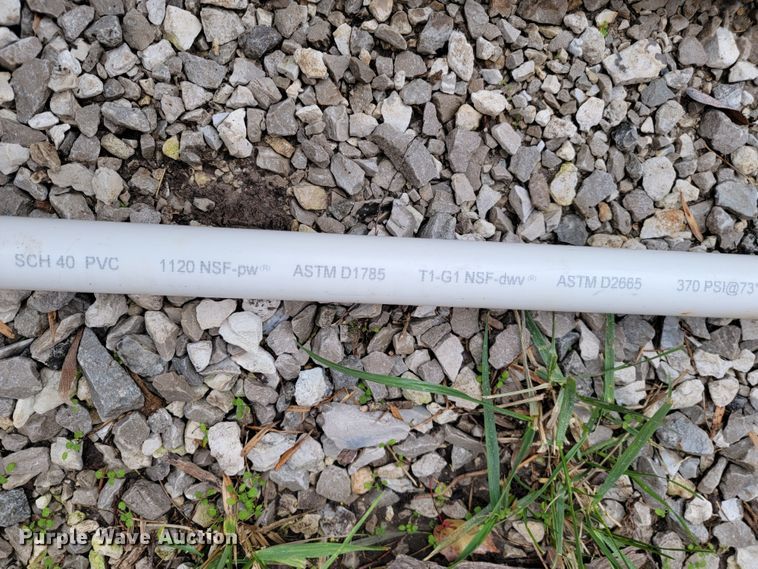 SCH 40 PVC 1120 NSF-pw® ASTM D1785 T1-G1 NSF-dwv® ASTM D2665 370 PSI@73°
Purple Wave Auction